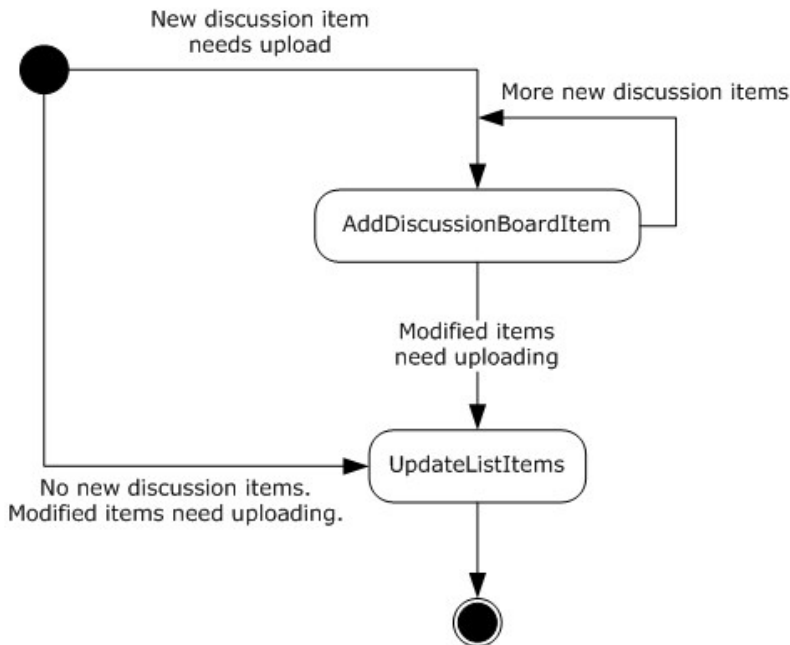 New discussion item
needs upload
More new discussion items
AddDiscussionBoardItem
Modified items
need uploading
UpdateListItems
No new discussion items.
Modified items need uploading.